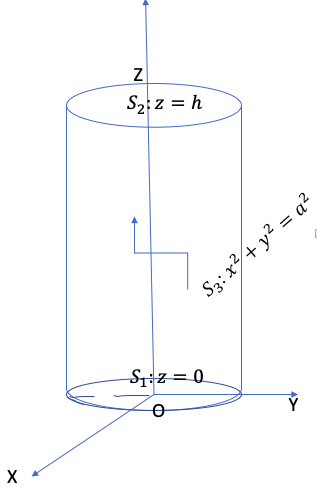 Z
S₂: z = h
S₃: x² + y² = a²
S₁: z = 0
O
Y
X